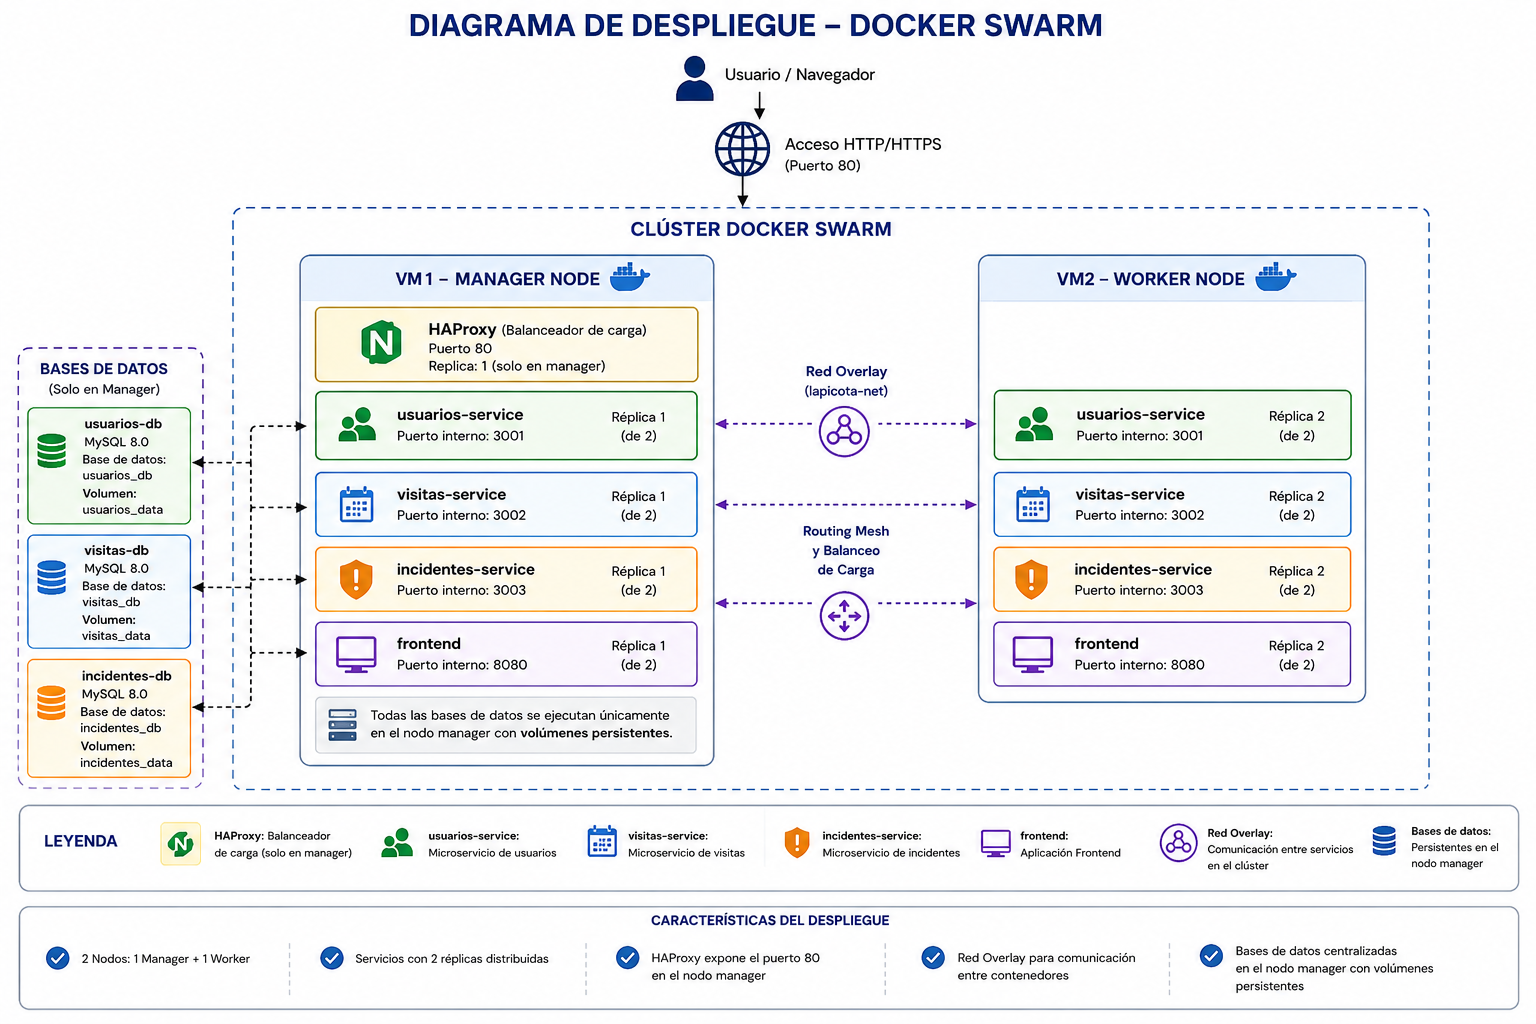 DIAGRAMA DE DESPLIEGUE – DOCKER SWARM
Usuario / Navegador
Acceso HTTP/HTTPS
(Puerto 80)
CLÚSTER DOCKER SWARM
BASES DE DATOS
(Solo en Manager)
usuarios-db
MySQL 8.0
Base de datos:
usuarios_db
Volumen:
usuarios_data
visitas-db
MySQL 8.0
Base de datos:
visitas_db
Volumen:
visitas_data
incidentes-db
MySQL 8.0
Base de datos:
incidentes_db
Volumen:
incidentes_data
VM1 – MANAGER NODE
N
HAProxy (Balanceador de carga)
Puerto 80
Replica: 1 (solo en manager)
usuarios-service
Puerto interno: 3001
Réplica 1
(de 2)
visitas-service
Puerto interno: 3002
Réplica 1
(de 2)
incidentes-service
Puerto interno: 3003
Réplica 1
(de 2)
frontend
Puerto interno: 8080
Réplica 1
(de 2)
Todas las bases de datos se ejecutan únicamente
en el nodo manager con volúmenes persistentes.
Red Overlay
(lapicota-net)
Routing Mesh
y Balanceo
de Carga
VM2 – WORKER NODE
usuarios-service
Puerto interno: 3001
Réplica 2
(de 2)
visitas-service
Puerto interno: 3002
Réplica 2
(de 2)
incidentes-service
Puerto interno: 3003
Réplica 2
(de 2)
frontend
Puerto interno: 8080
Réplica 2
(de 2)
LEYENDA
N
HAProxy: Balanceador
de carga (solo en manager)
usuarios-service:
Microservicio de usuarios
visitas-service:
Microservicio de visitas
incidentes-service:
Microservicio de incidentes
frontend:
Aplicación Frontend
Red Overlay:
Comunicación entre servicios
en el clúster
Bases de datos:
Persistentes en el
nodo manager
CARACTERÍSTICAS DEL DESPLIEGUE
2 Nodos: 1 Manager + 1 Worker
Servicios con 2 réplicas distribuidas
HAProxy expone el puerto 80
en el nodo manager
Red Overlay para comunicación
entre contenedores
Bases de datos centralizadas
en el nodo manager con volúmenes
persistentes